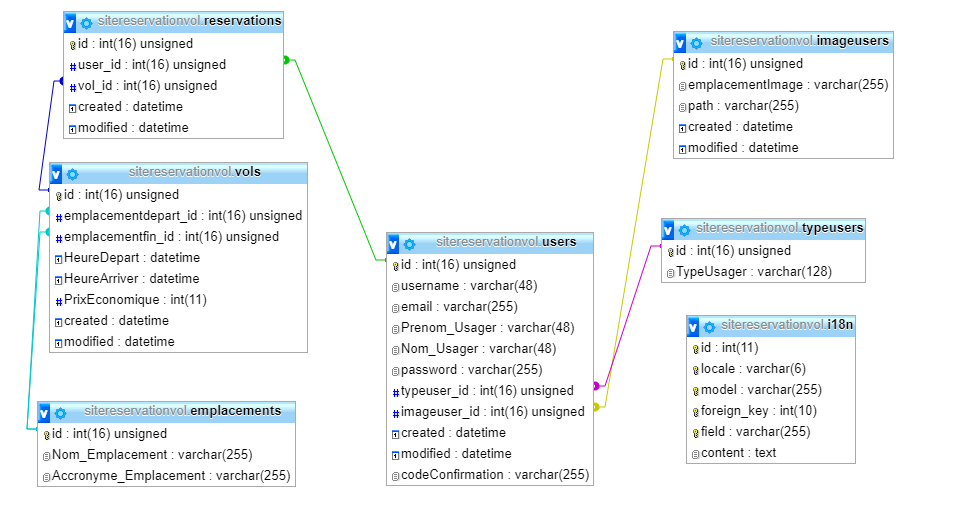 sitereservationvol.reservations
id : int(16) unsigned
user_id : int(16) unsigned
vol_id : int(16) unsigned
created : datetime
modified : datetime
sitereservationvol.vols
id : int(16) unsigned
emplacementdepart_id : int(16) unsigned
emplacementfin_id : int(16) unsigned
HeureDepart : datetime
HeureArriver : datetime
PrixEconomique : int(11)
created : datetime
modified : datetime
sitereservationvol.emplacements
id : int(16) unsigned
Nom_Emplacement : varchar(255)
Accronyme_Emplacement : varchar(255)
sitereservationvol.users
id : int(16) unsigned
username : varchar(48)
email : varchar(255)
Prenom_Usager : varchar(48)
Nom_Usager : varchar(48)
password : varchar(255)
typeuser_id : int(16) unsigned
imageuser_id : int(16) unsigned
created : datetime
modified : datetime
codeConfirmation : varchar(255)
sitereservationvol.imageusers
id : int(16) unsigned
emplacementImage : varchar(255)
path : varchar(255)
created : datetime
modified : datetime
sitereservationvol.typeusers
id : int(16) unsigned
TypeUsager : varchar(128)
sitereservationvol.i18n
id : int(11)
locale : varchar(6)
model : varchar(255)
foreign_key : int(10)
field : varchar(255)
content : text